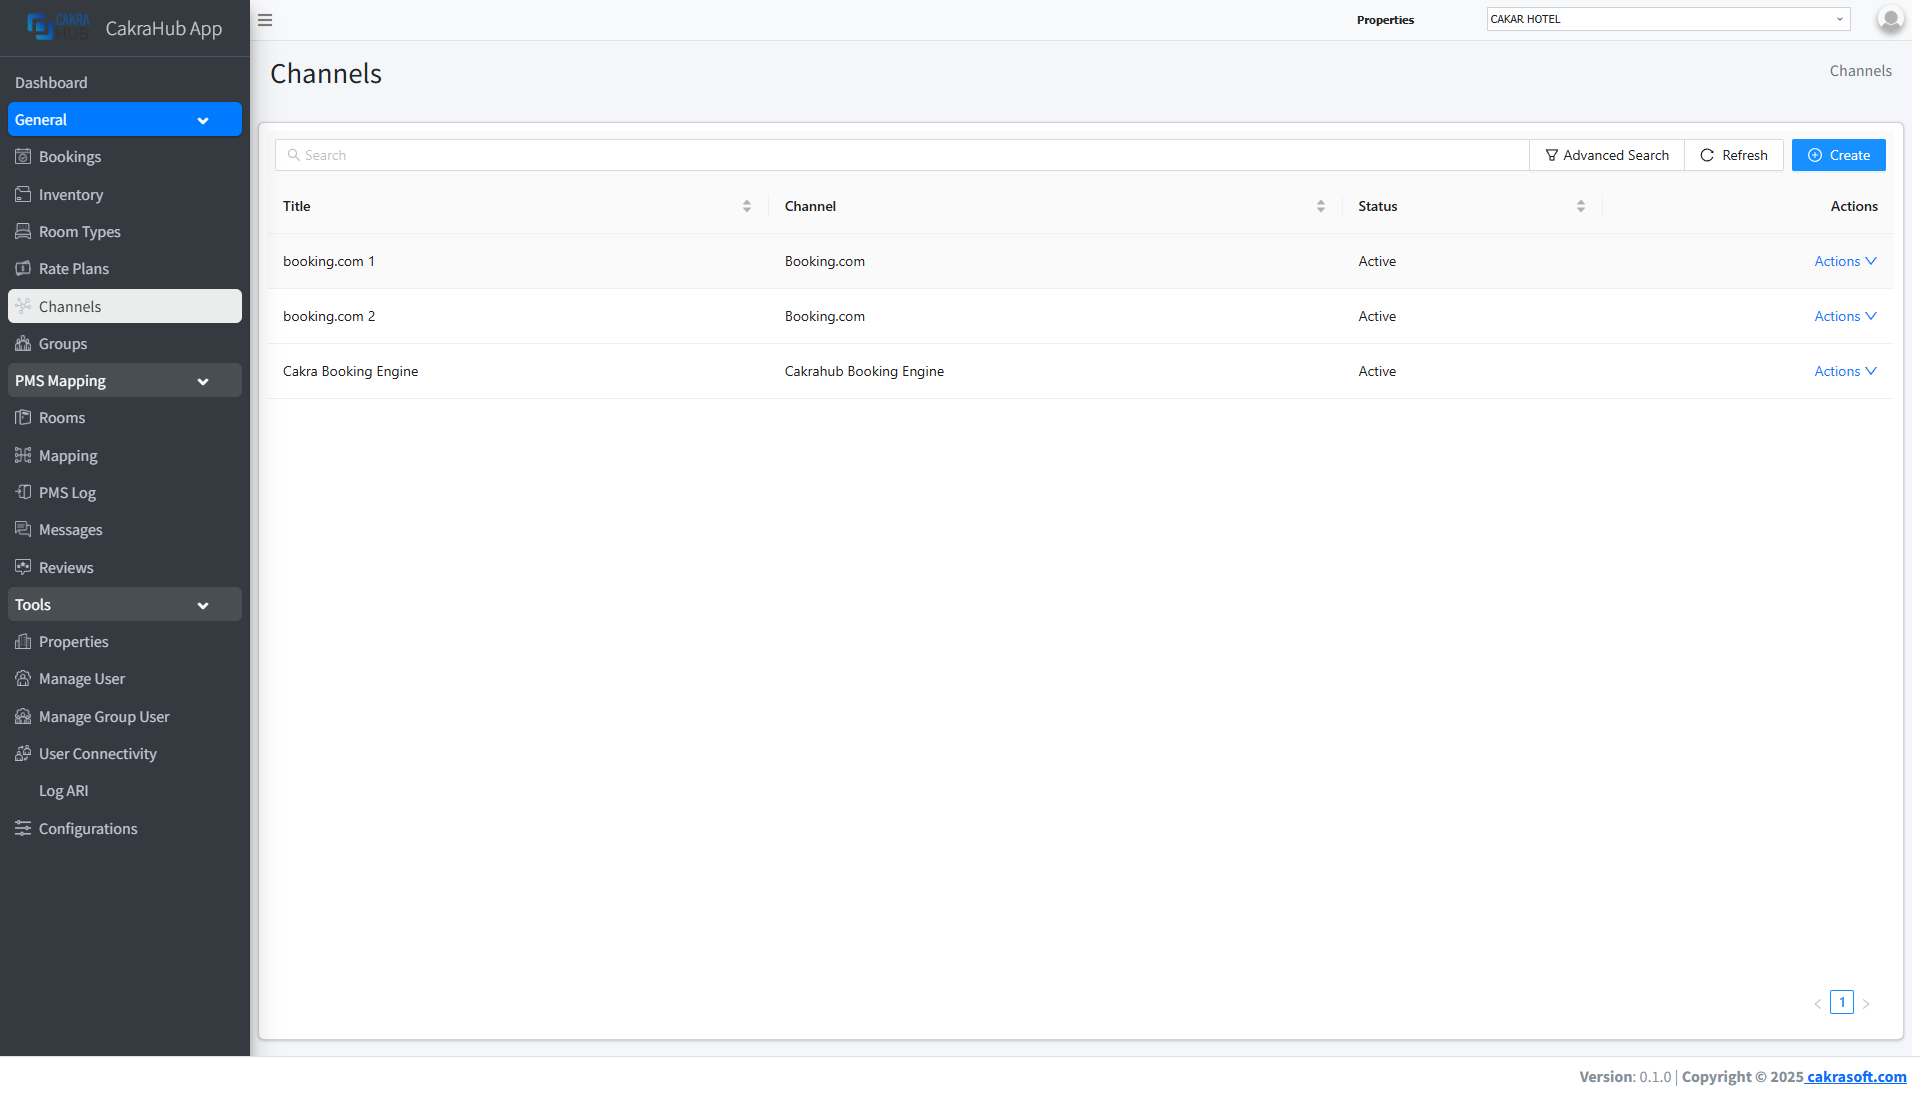 CAKRA
HUB
CakraHub App
Properties
CAKAR HOTEL
Dashboard
General
Bookings
Inventory
Room Types
Rate Plans
Channels
Groups
PMS Mapping
Rooms
Mapping
PMS Log
Messages
Reviews
Tools
Properties
Manage User
Manage Group User
User Connectivity
Log ARI
Configurations
Channels
Channels
Search
Advanced Search
Refresh
Create
Title Channel Status Actions
booking.com 1 Booking.com Active Actions
booking.com 2 Booking.com Active Actions
Cakra Booking Engine Cakrahub Booking Engine Active Actions
1
Version: 0.1.0 | Copyright © 2025 cakrasoft.com